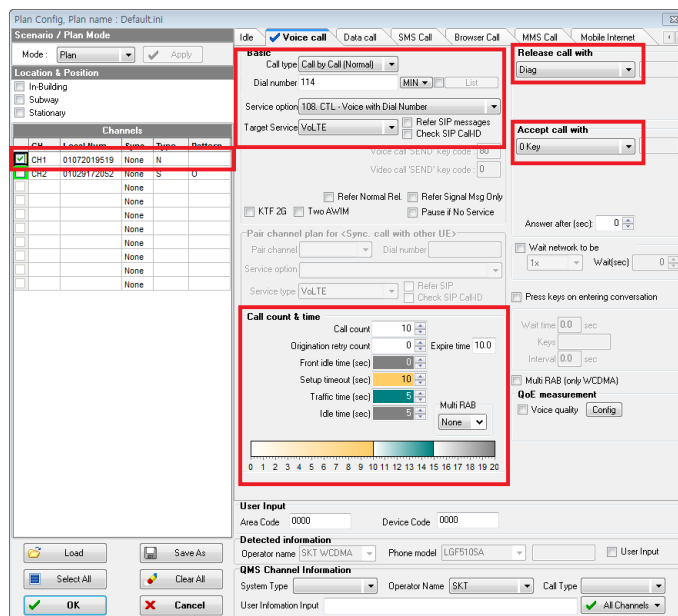 Plan Config, Plan name : Default.ini
Scenario / Plan Mode
Mode : Plan Apply
Location & Position
In-Building
Subway
Stationary
Channels
CH1 01072019519 None N
CH2 01029172052 None S O
None
None
None
None
None
None
None
None
None
Load Save As
Select All Clear All
OK Cancel
Idle Voice call Data call SMS Call Browser Call MMS Call Mobile Internet
Basic
Call type Call by Call (Normal)
Dial number 114 MIN List
Service option 108. CTL - Voice with Dial Number
Target Service VoLTE Refer SIP messages
Check SIP Call-ID
Voice call 'SEND' key code : 80
Video call 'SEND' key code : 0
Refer Normal Rel. Refer Signal Msg Only
KTF 2G Two AWIM Pause if No Service
Pair channel plan for <Sync. call with other UE>
Pair channel Dial number
Service option
Service type VoLTE Refer SIP
Check SIP Call-ID
Call count & time
Call count 10
Origination retry count 0 Expire time 10.0
Front idle time (sec) 0
Setup timeout (sec) 10
Traffic time (sec) 5
Idle time (sec) 5
Multi RAB
None
0 1 2 3 4 5 6 7 8 9 10 11 12 13 14 15 16 17 18 19 20
Release call with
Diag
Accept call with
0 Key
Answer after (sec): 0
Wait network to be
1x Wait(sec) 0
Press keys on entering conversation
Wait time 0.0 sec
Keys
Interval 0.0 sec
Multi RAB (only WCDMA)
QoE measurement
Voice quality Config
User Input
Area Code 0000 Device Code 0000
Detected information
Operator name SKT WCDMA Phone model LGF510SA User Input
QMS Channel Information
System Type Operator Name SKT Call Type
User Infomation Input All Channels